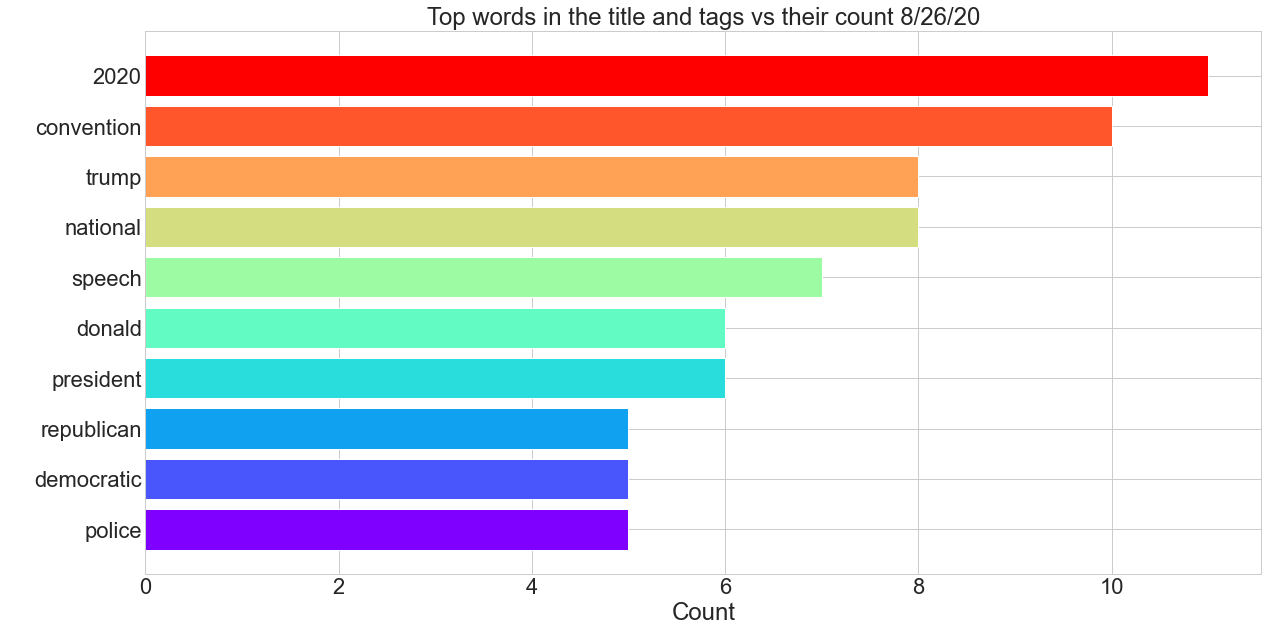 Top words in the title and tags vs their count 8/26/20
2020
convention
trump
national
speech
donald
president
republican
democratic
police
0 2 4 6 8 10
Count